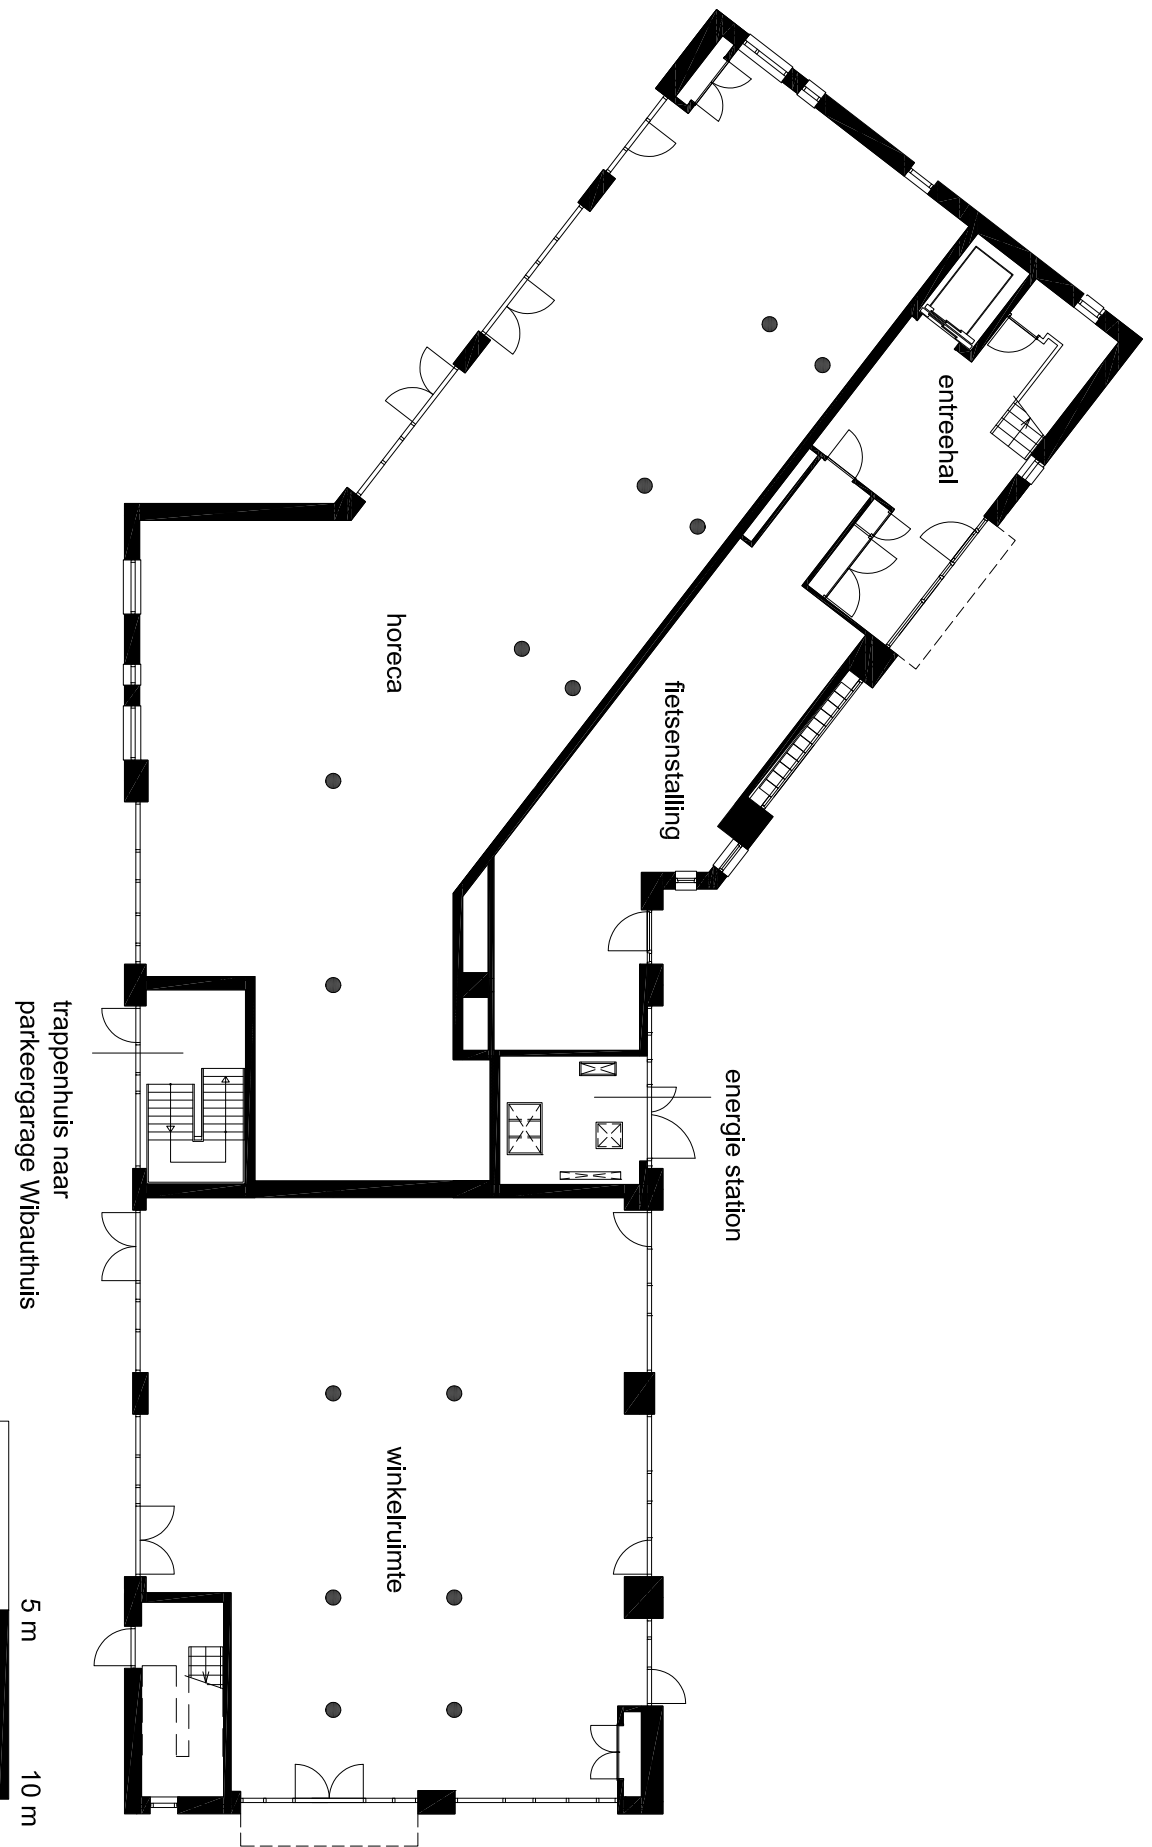 entreehal
fietsenstalling
horeca
energie station
trappenhuis naar
parkeergarage Wibauthuis
winkelruimte
5 m
10 m